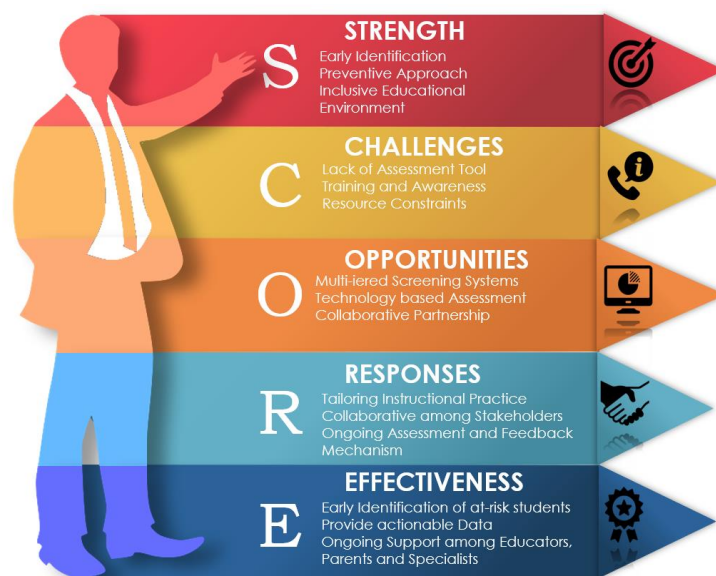 S
STRENGTH
Early Identification
Preventive Approach
Inclusive Educational
Environment
C
CHALLENGES
Lack of Assessment Tool
Training and Awareness
Resource Constraints
O
OPPORTUNITIES
Multi-iered Screening Systems
Technology based Assessment
Collaborative Partnership
R
RESPONSES
Tailoring Instructional Practice
Collaborative among Stakeholders
Ongoing Assessment and Feedback
Mechanism
E
EFFECTIVENESS
Early Identification of at-risk students
Provide actionable Data
Ongoing Support among Educators,
Parents and Specialists